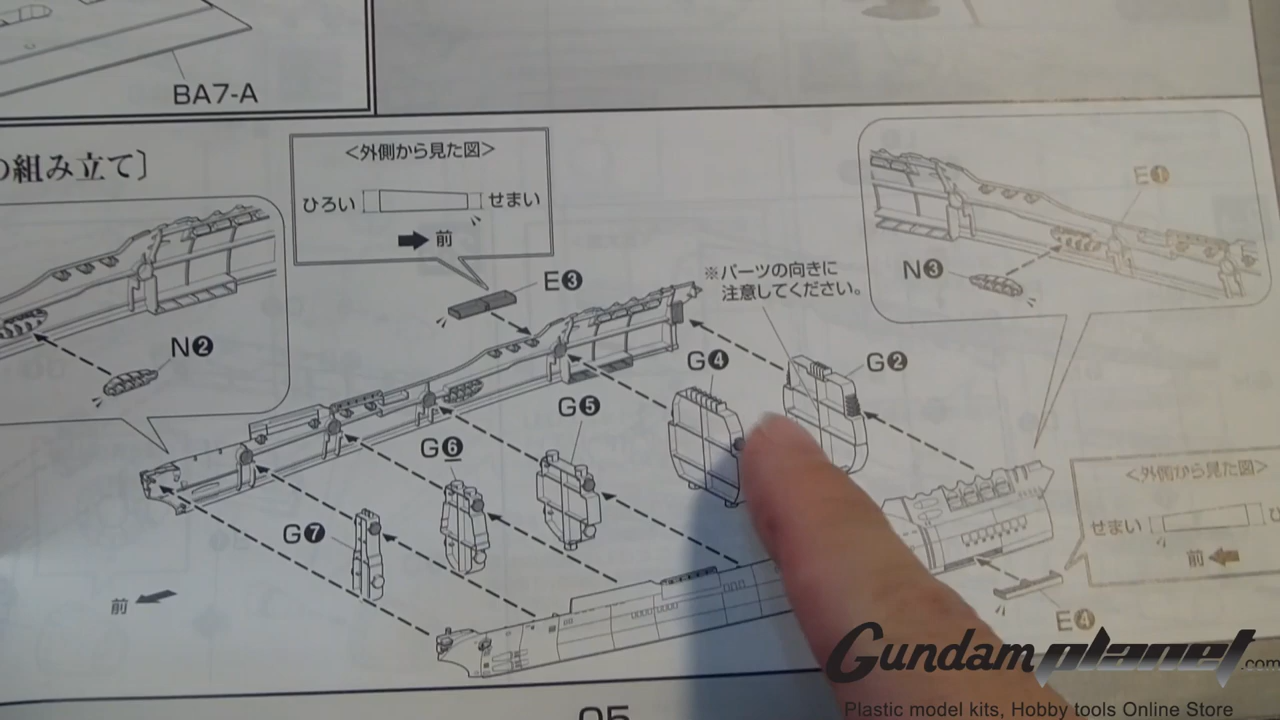 BA7-A
の組み立て〕
<外側から見た図>
ひろい
せまい
前
E❸
※パーツの向きに
注意してください。
E❶
N❸
N❷
G❹
G❷
G❺
G❻
G❼
前
<外側から見た図>
せまい
ひ
前
E❹
05
Gundamplanet.com
Plastic model kits, Hobby tools Online Store